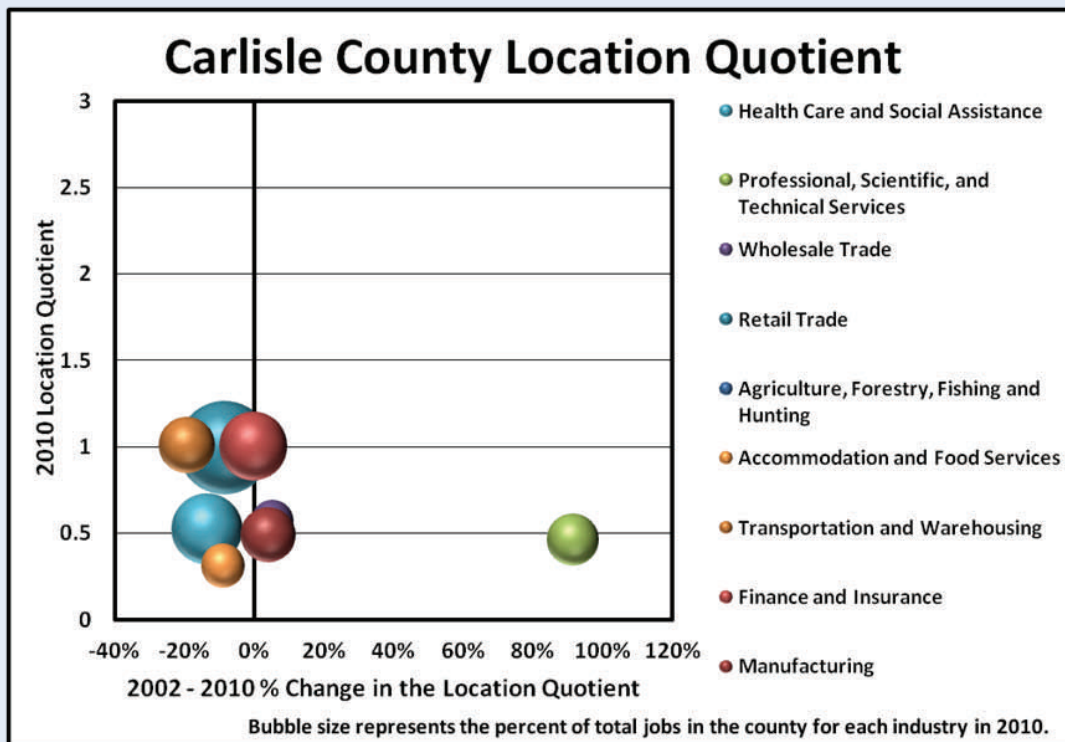 Carlisle County Location Quotient
3
2.5
2
1.5
1
0.5
0
2010 Location Quotient
-40% -20% 0% 20% 40% 60% 80% 100% 120%
2002 - 2010 % Change in the Location Quotient
Health Care and Social Assistance
Professional, Scientific, and
Technical Services
Wholesale Trade
Retail Trade
Agriculture, Forestry, Fishing and
Hunting
Accommodation and Food Services
Transportation and Warehousing
Finance and Insurance
Manufacturing
Bubble size represents the percent of total jobs in the county for each industry in 2010.